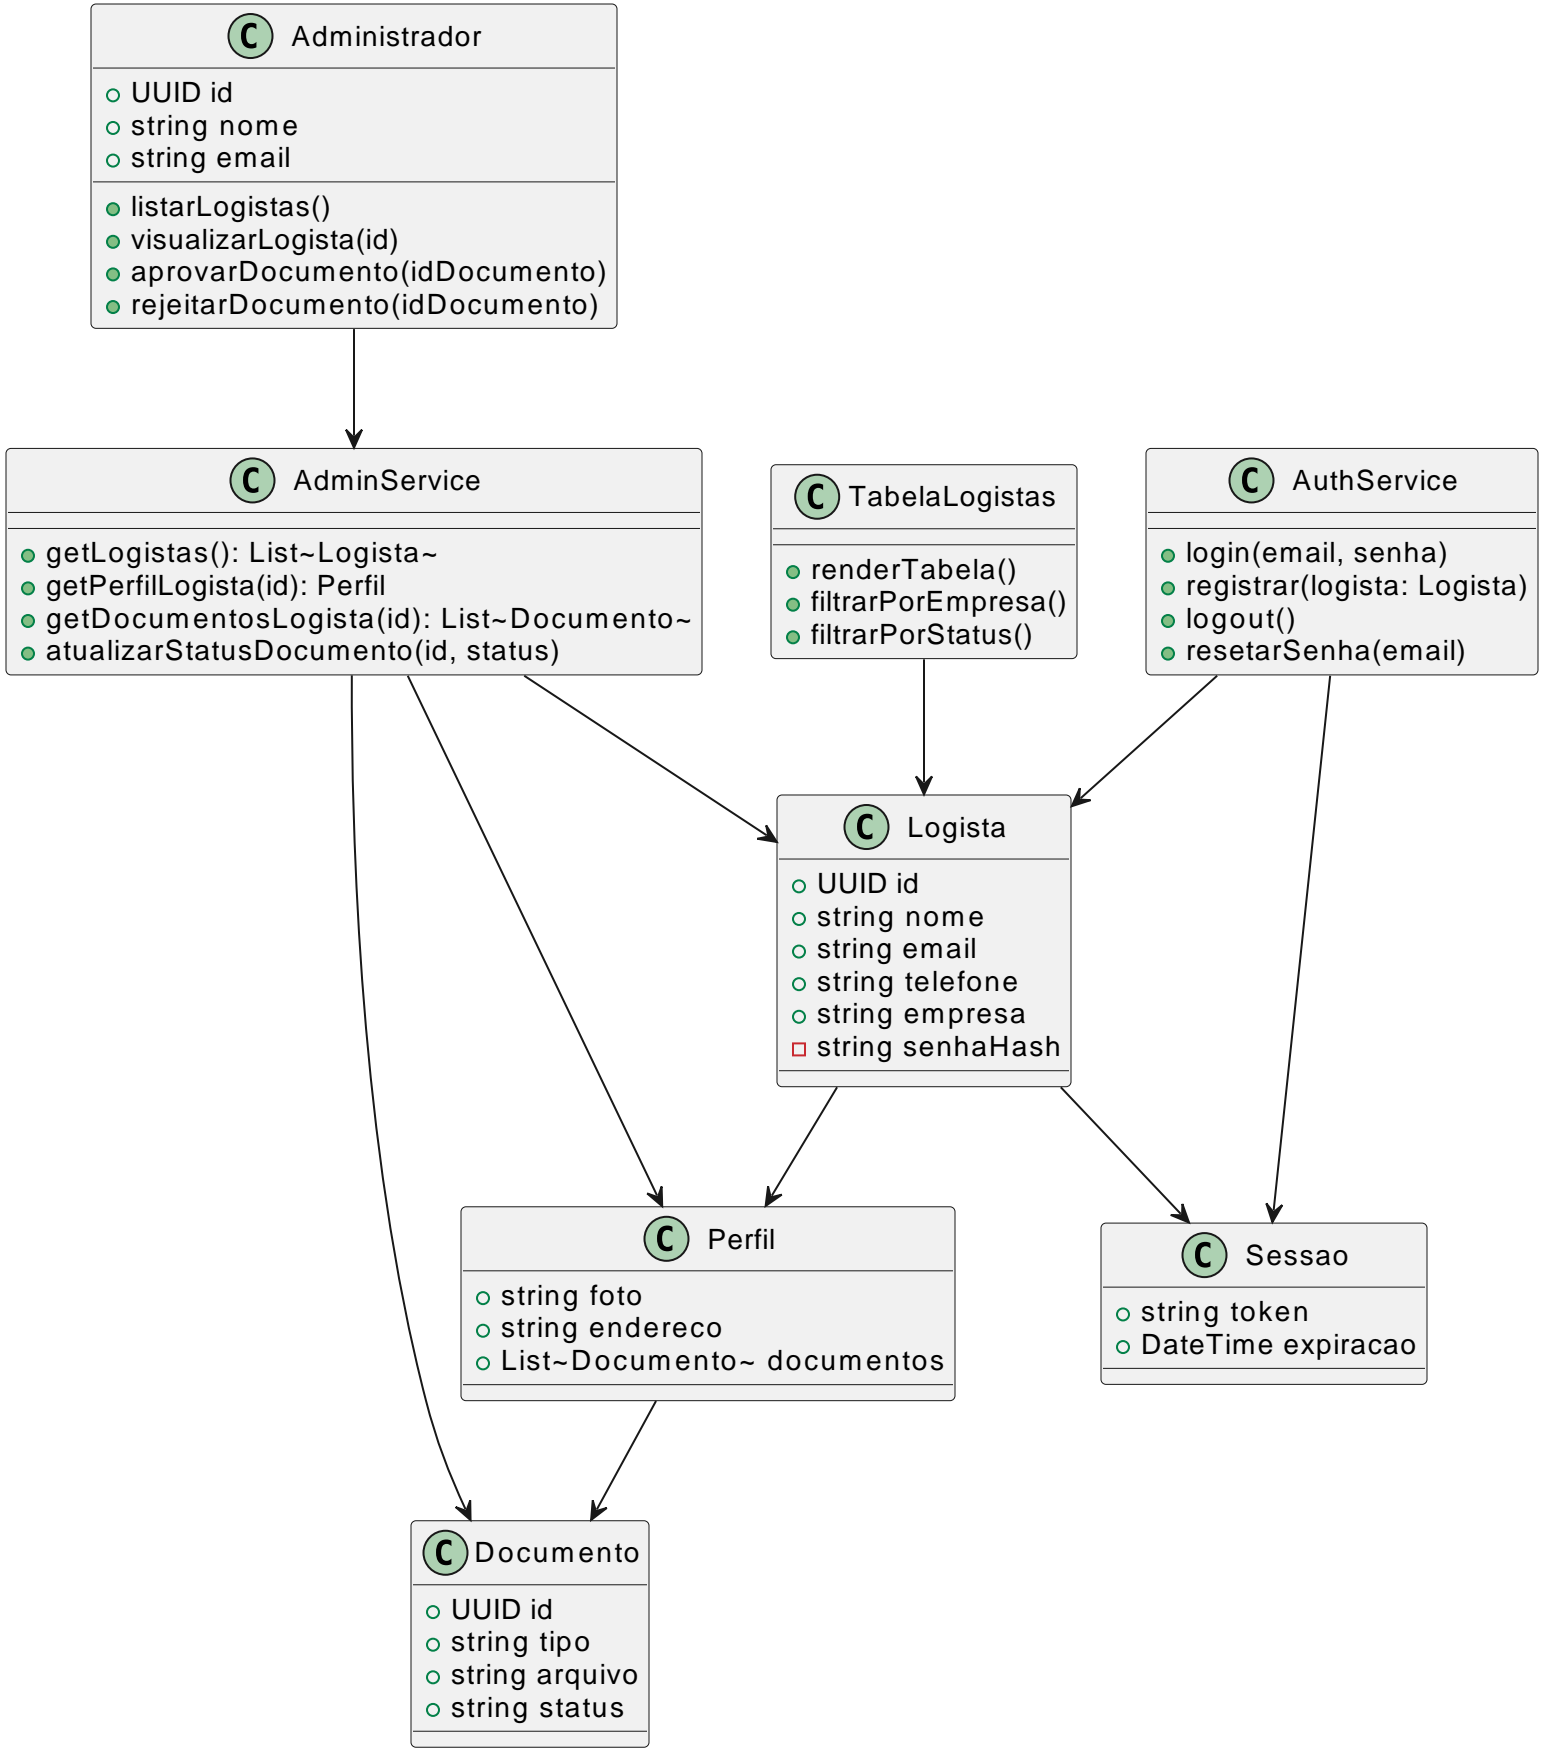 C Administrador
UUID id
string nome
string email
listarLogistas()
visualizarLogista(id)
aprovarDocumento(idDocumento)
rejeitarDocumento(idDocumento)
C AdminService
getLogistas(): List~Logista~
getPerfilLogista(id): Perfil
getDocumentosLogista(id): List~Documento~
atualizarStatusDocumento(id, status)
C TabelaLogistas
renderTabela()
filtrarPorEmpresa()
filtrarPorStatus()
C AuthService
login(email, senha)
registrar(logista: Logista)
logout()
resetarSenha(email)
C Logista
UUID id
string nome
string email
string telefone
string empresa
string senhaHash
C Perfil
string foto
string endereco
List~Documento~ documentos
C Sessao
string token
DateTime expiracao
C Documento
UUID id
string tipo
string arquivo
string status